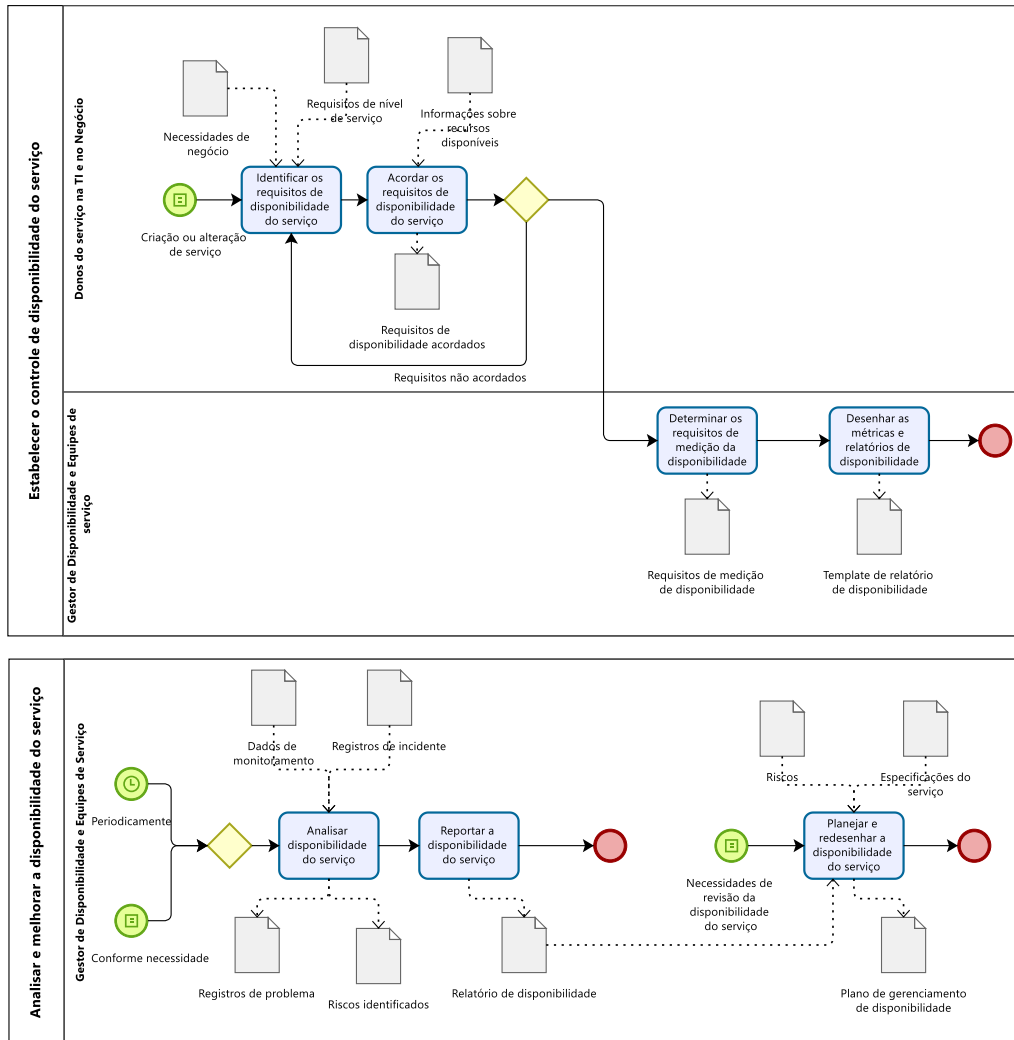 Estabelecer o controle de disponibilidade do serviço
Donos do serviço na TI e no Negócio
Necessidades de
negócio
Requisitos de nível
de serviço
Informações sobre
recursos
disponíveis
Criação ou alteração
de serviço
Identificar os
requisitos de
disponibilidade
do serviço
Acordar os
requisitos de
disponibilidade
do serviço
Requisitos de
disponibilidade acordados
Requisitos não acordados
Gestor de Disponibilidade e Equipes de
serviço
Determinar os
requisitos de
medição da
disponibilidade
Desenhar as
métricas e
relatórios de
disponibilidade
Requisitos de medição
de disponibilidade
Template de relatório
de disponibilidade
Analisar e melhorar a disponibilidade do serviço
Gestor de Disponibilidade e Equipes de Serviço
Dados de
monitoramento
Registros de incidente
Riscos
Especificações do
serviço
Periodicamente
Conforme necessidade
Analisar
disponibilidade
do serviço
Reportar a
disponibilidade
do serviço
Necessidades de
revisão da
disponibilidade
do serviço
Planejar e
redesenhar a
disponibilidade
do serviço
Registros de problema
Riscos identificados
Relatório de disponibilidade
Plano de gerenciamento
de disponibilidade